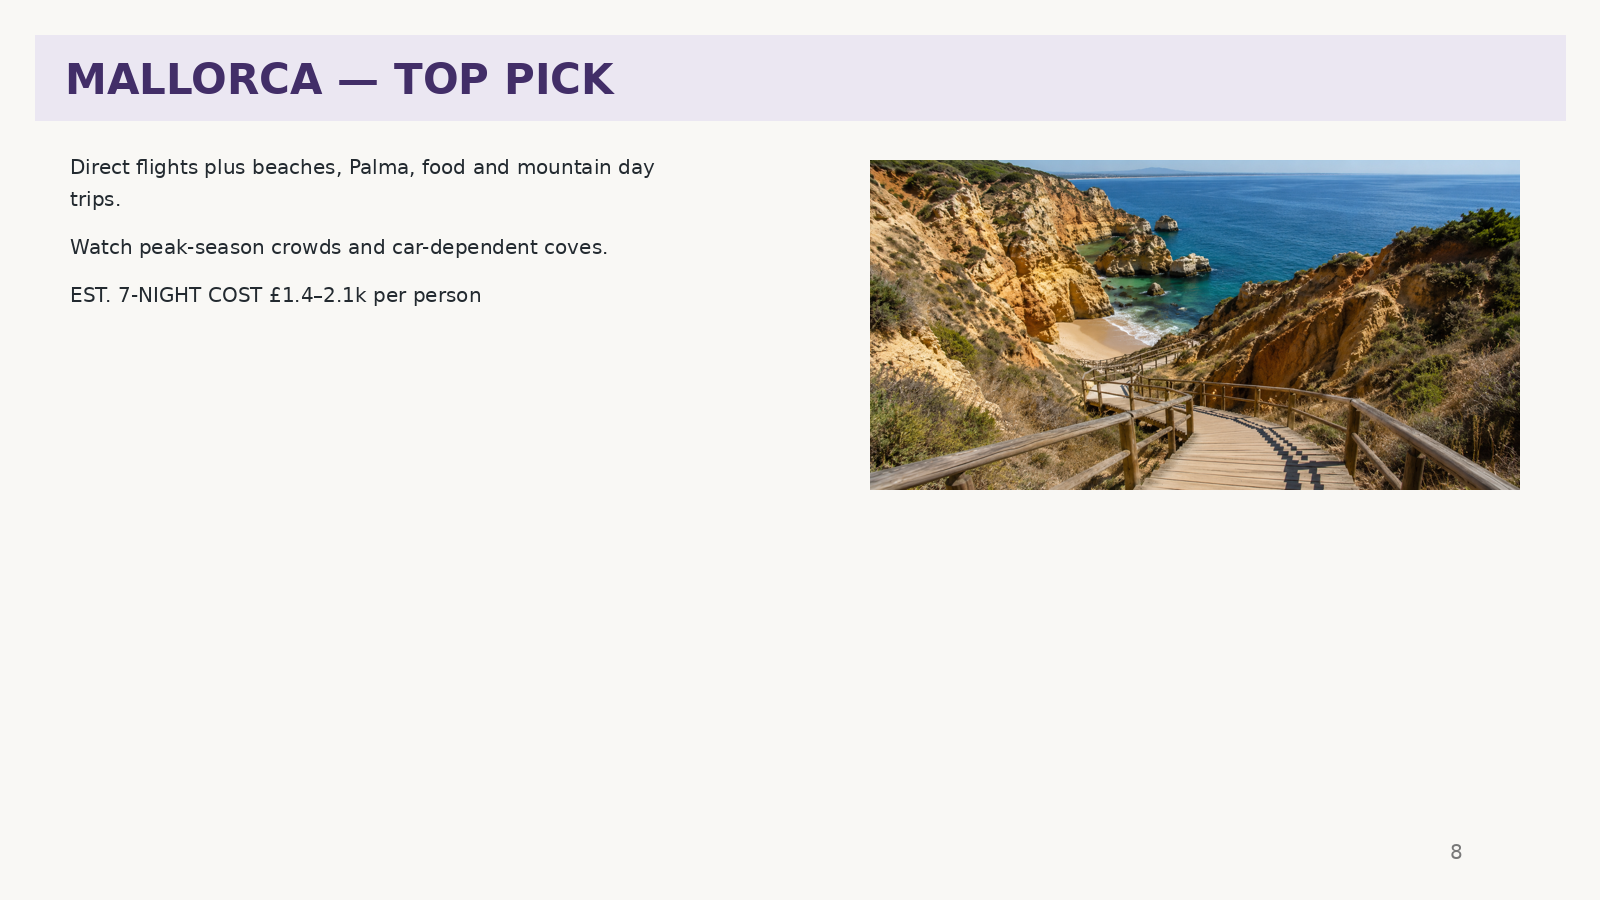 MALLORCA — TOP PICK
Direct flights plus beaches, Palma, food and mountain day
trips.
Watch peak-season crowds and car-dependent coves.
EST. 7-NIGHT COST £1.4–2.1k per person
8